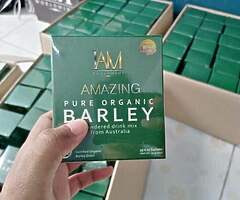 IAM
AMAZING
PURE ORGANIC
BARLEY
powdered drink mix
from Australia